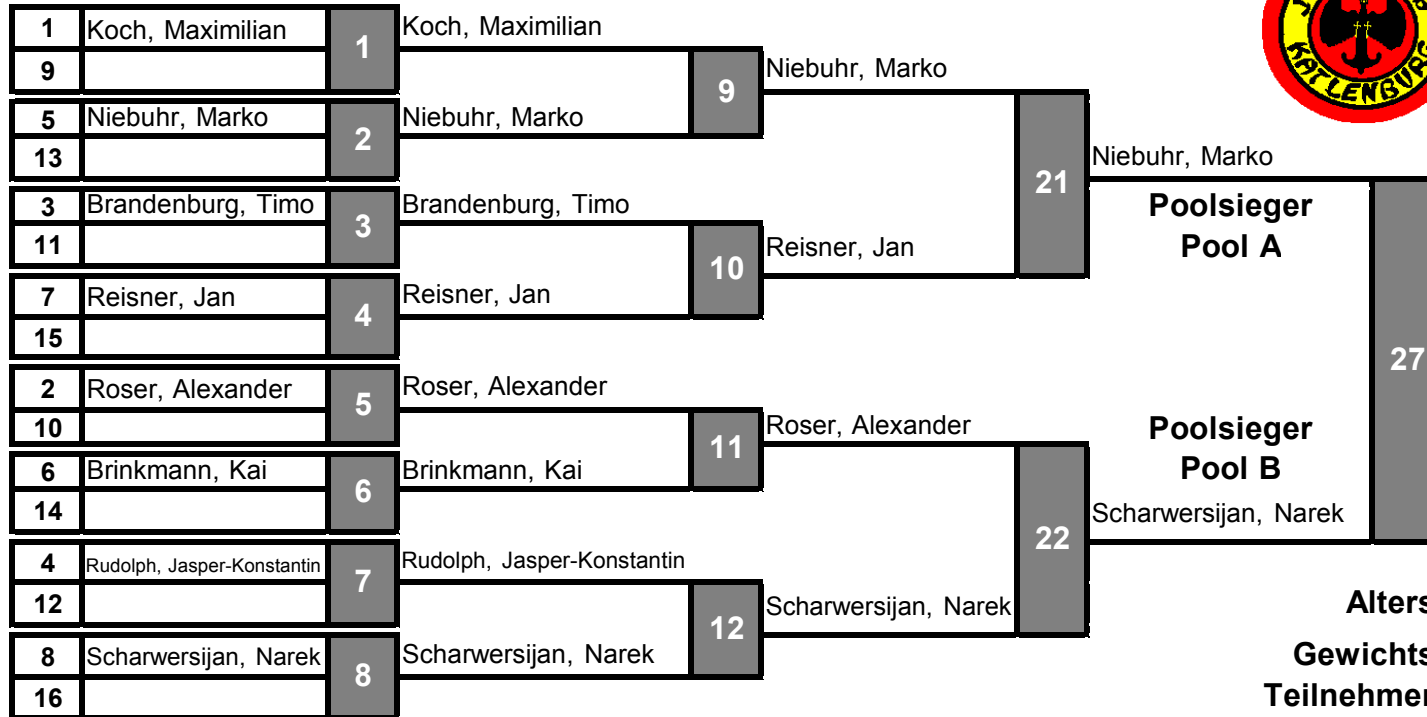 1 Koch, Maximilian 1 Koch, Maximilian
9
9 Niebuhr, Marko
5 Niebuhr, Marko 2 Niebuhr, Marko
13
21 Niebuhr, Marko
3 Brandenburg, Timo 3 Brandenburg, Timo
Poolsieger
Pool A
11
10 Reisner, Jan
7 Reisner, Jan 4 Reisner, Jan
15
27
2 Roser, Alexander 5 Roser, Alexander
10
11 Roser, Alexander
Poolsieger
Pool B
6 Brinkmann, Kai 6 Brinkmann, Kai
14
22 Scharwersijan, Narek
4 Rudolph, Jasper-Konstantin 7 Rudolph, Jasper-Konstantin
12
12 Scharwersijan, Narek
Alters
8 Scharwersijan, Narek 8 Scharwersijan, Narek
Gewichts
16
Teilnehmer
KATLENBURG